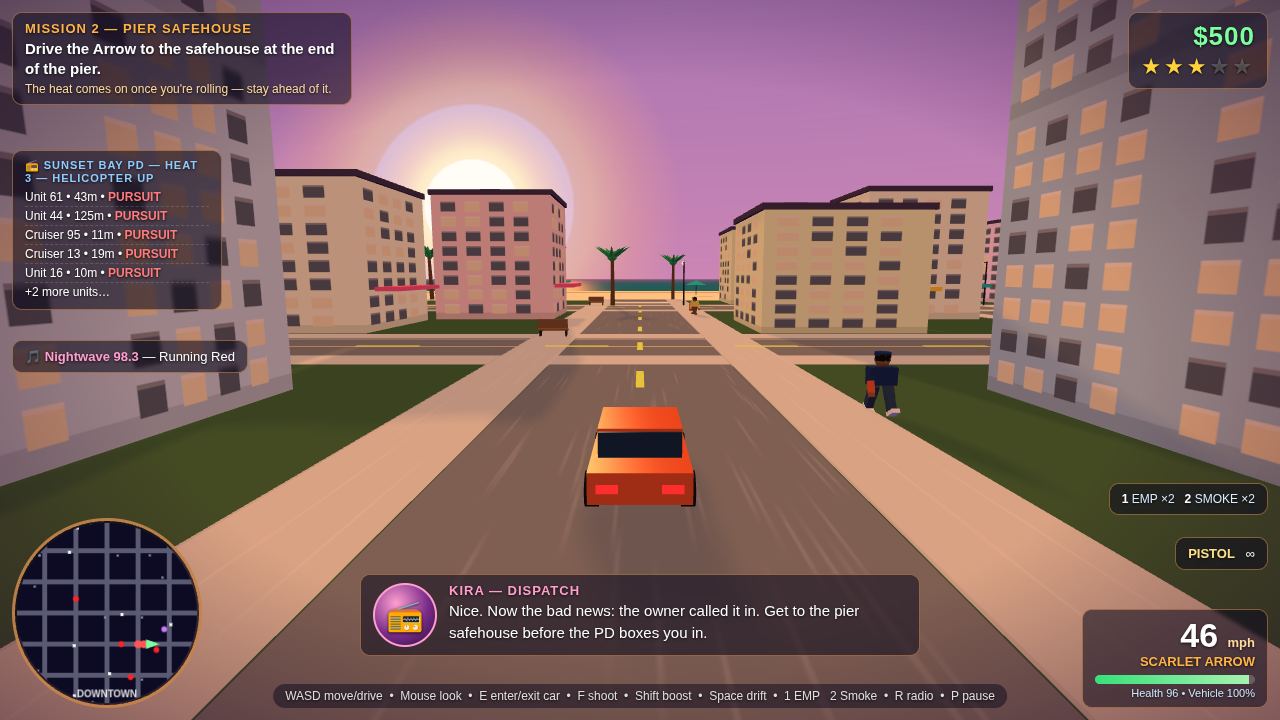 MISSION 2 — PIER SAFEHOUSE
Drive the Arrow to the safehouse at the end
of the pier.
The heat comes on once you're rolling — stay ahead of it.
$500
★★★★★
📻 SUNSET BAY PD — HEAT
3 — HELICOPTER UP
Unit 61 • 43m • PURSUIT
Unit 44 • 125m • PURSUIT
Cruiser 95 • 11m • PURSUIT
Cruiser 13 • 19m • PURSUIT
Unit 16 • 10m • PURSUIT
+2 more units…
🎵 Nightwave 98.3 — Running Red
1 EMP ×2 2 SMOKE ×2
PISTOL ∞
KIRA — DISPATCH
Nice. Now the bad news: the owner called it in. Get to the pier
safehouse before the PD boxes you in.
46 mph
SCARLET ARROW
Health 96 • Vehicle 100%
DOWNTOWN
WASD move/drive • Mouse look • E enter/exit car • F shoot • Shift boost • Space drift • 1 EMP 2 Smoke • R radio • P pause